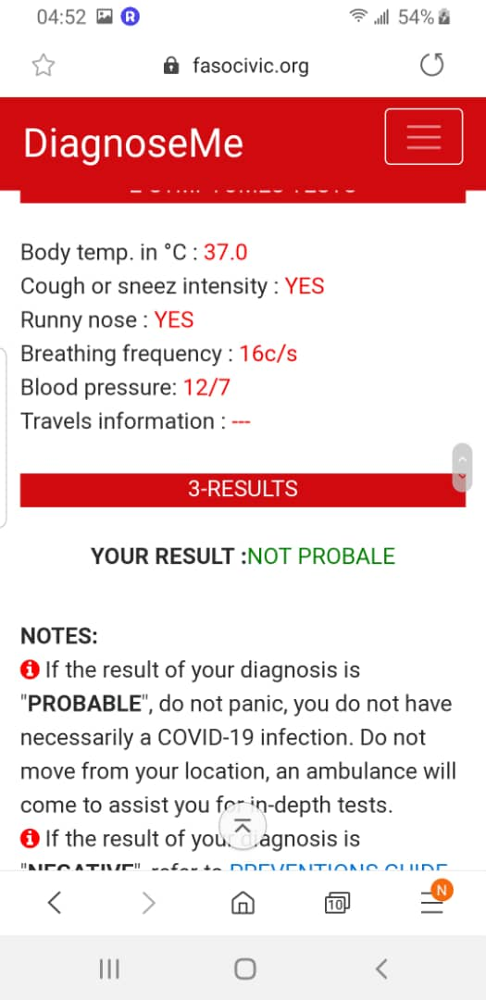 04:52 R 54%
fasocivic.org
DiagnoseMe
Body temp. in °C : 37.0
Cough or sneez intensity : YES
Runny nose : YES
Breathing frequency : 16c/s
Blood pressure: 12/7
Travels information : ---
3-RESULTS
YOUR RESULT :NOT PROBALE
NOTES:
If the result of your diagnosis is
"PROBABLE", do not panic, you do not have
necessarily a COVID-19 infection. Do not
move from your location, an ambulance will
come to assist you for in-depth tests.
If the result of your diagnosis is
"NEGATIVE", refer to PREVENTIONS GUIDE
10 N